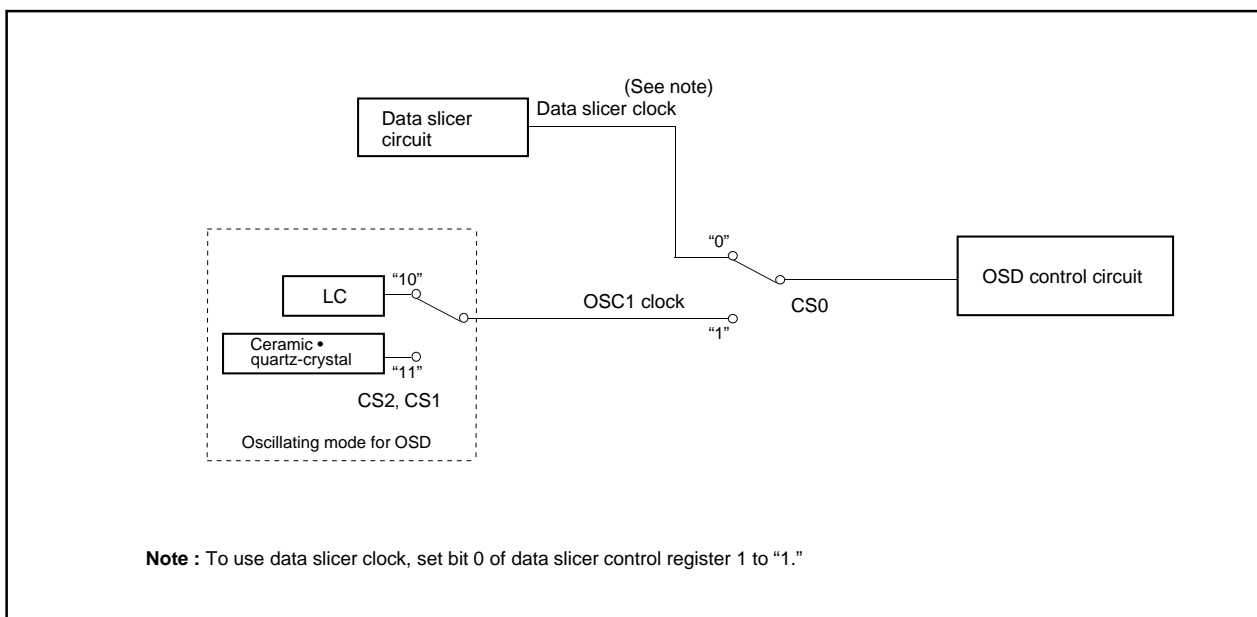 (See note)
Data slicer clock
Data slicer
circuit
“0”
OSD control circuit
“10”
LC
OSC1 clock
CS0
“1”
Ceramic •
quartz-crystal
“11”
CS2, CS1
Oscillating mode for OSD
Note : To use data slicer clock, set bit 0 of data slicer control register 1 to “1.”